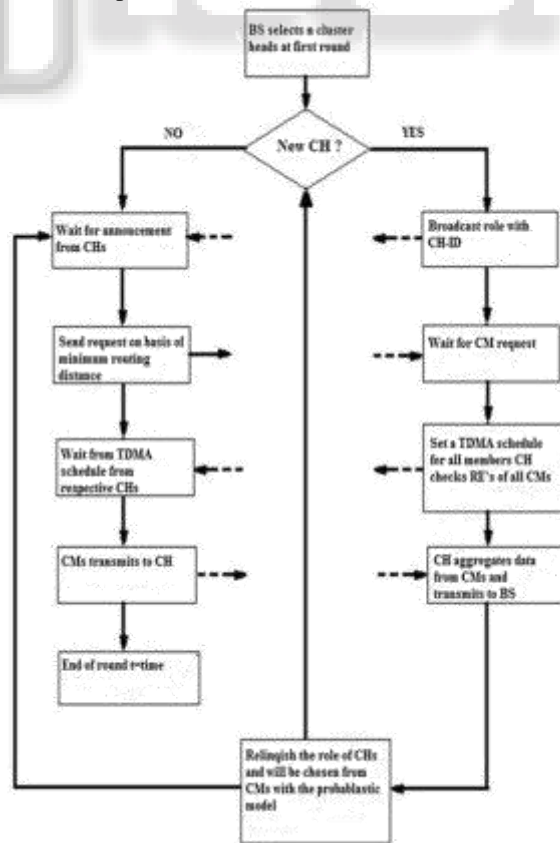 BS selects n cluster
heads at first round
NO
YES
New CH ?
Wait for announcement
from CHs
Broadcast role with
CH-ID
Send request on basis of
minimum routing
distance
Wait for CM request
Wait from TDMA
schedule from
respective CHs
Set a TDMA schedule
for all members CH
checks RE's of all CMs
CMs transmits to CH
CH aggregates data
from CMs and
transmits to BS
End of round t=time
Relinqish the role of CHs
and will be chosen from
CMs with the probablastic
model